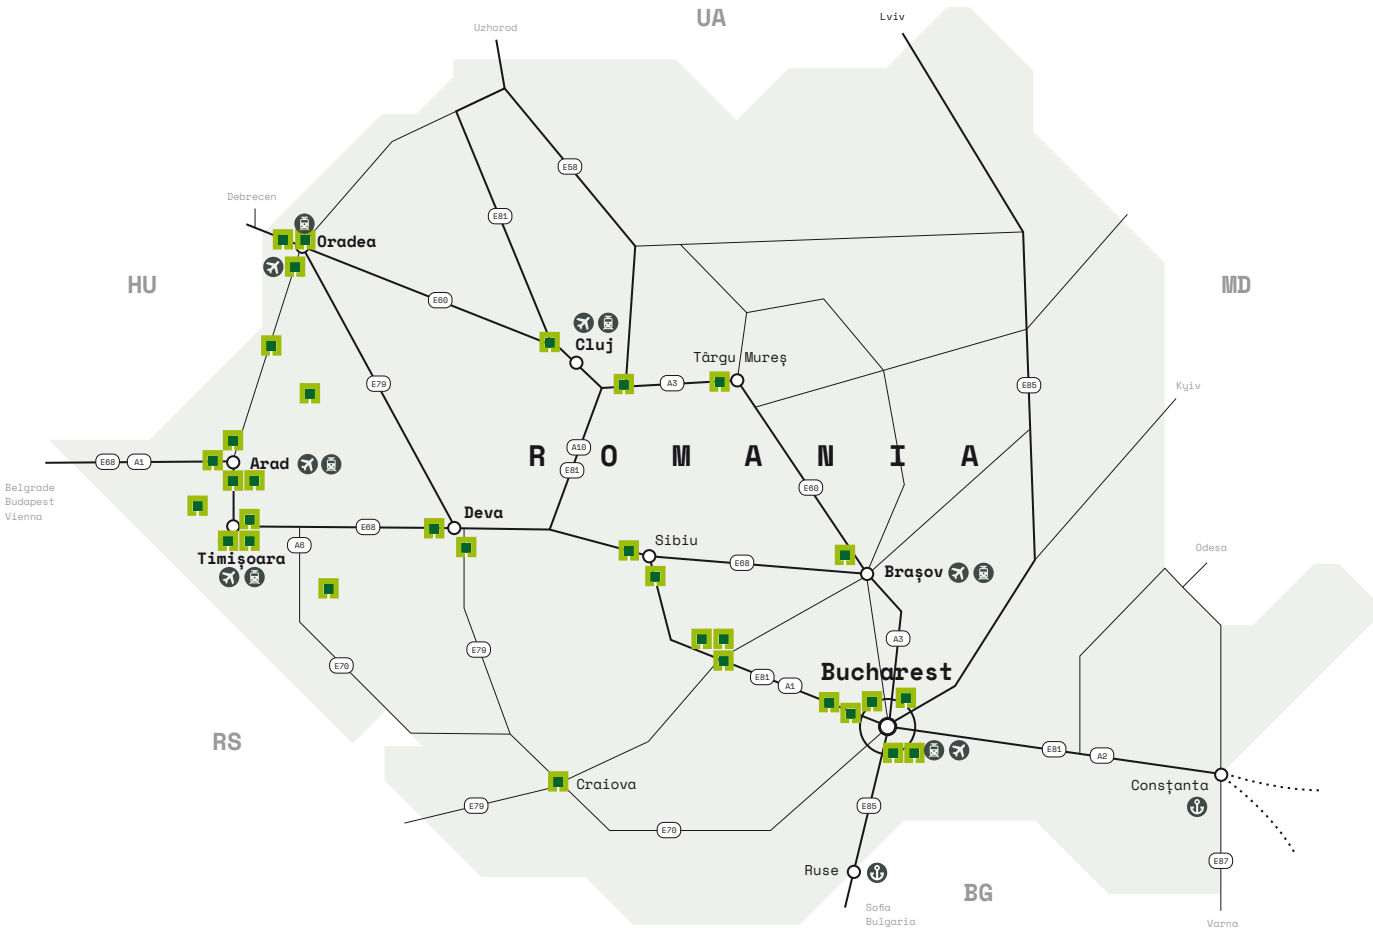 UA
Lviv
Uzhorod
E58
Debrecen
E81
Oradea
HU
MD
E60
Cluj
Târgu Mureș
E79
A3
E85
Kyiv
A10
R O M A N I A
E68
A1
Arad
E81
E60
Belgrade
Budapest
Vienna
Deva
E68
A6
Sibiu
Odesa
Timișoara
E68
Brașov
A3
E79
E70
Bucharest
E81
A1
RS
E81
A2
Craiova
Constanța
E79
E85
E70
E87
Ruse
BG
Sofia
Bulgaria
Varna